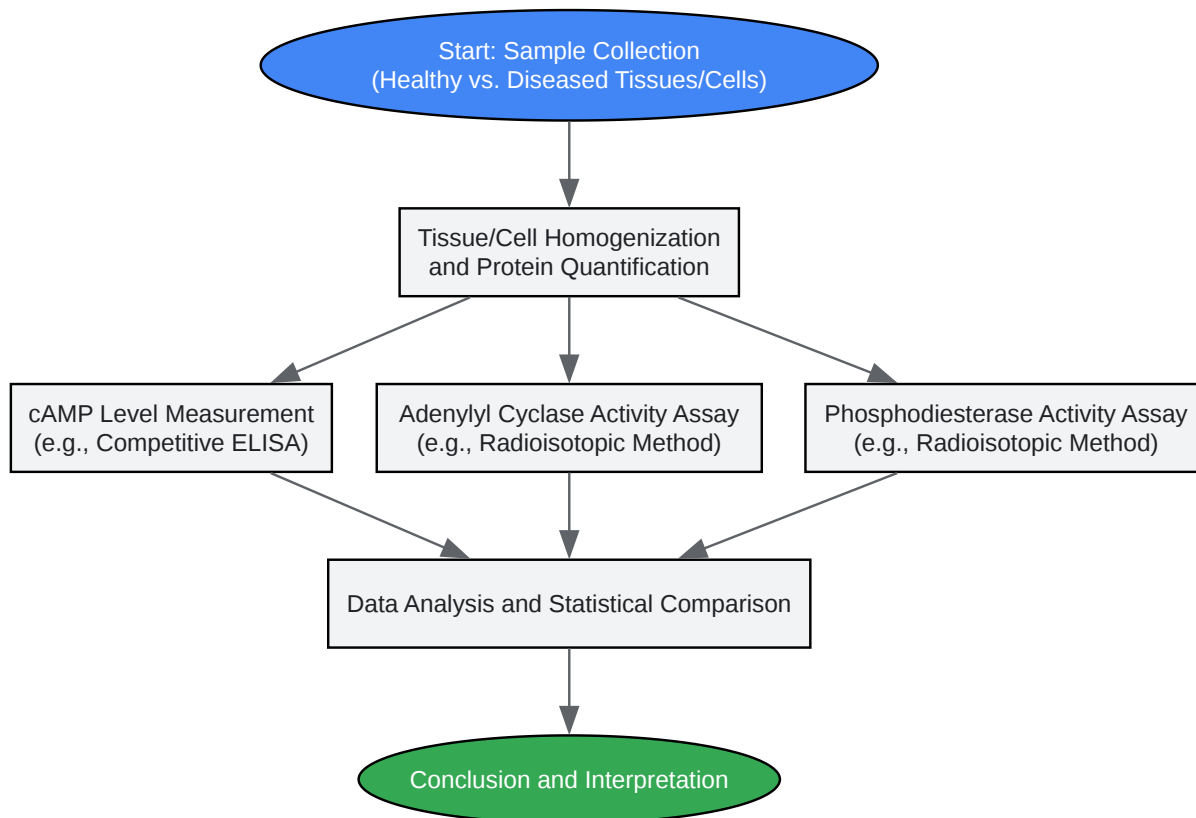 Start: Sample Collection
(Healthy vs. Diseased Tissues/Cells)
Tissue/Cell Homogenization
and Protein Quantification
cAMP Level Measurement
(e.g., Competitive ELISA)
Adenylyl Cyclase Activity Assay
(e.g., Radioisotopic Method)
Phosphodiesterase Activity Assay
(e.g., Radioisotopic Method)
Data Analysis and Statistical Comparison
Conclusion and Interpretation